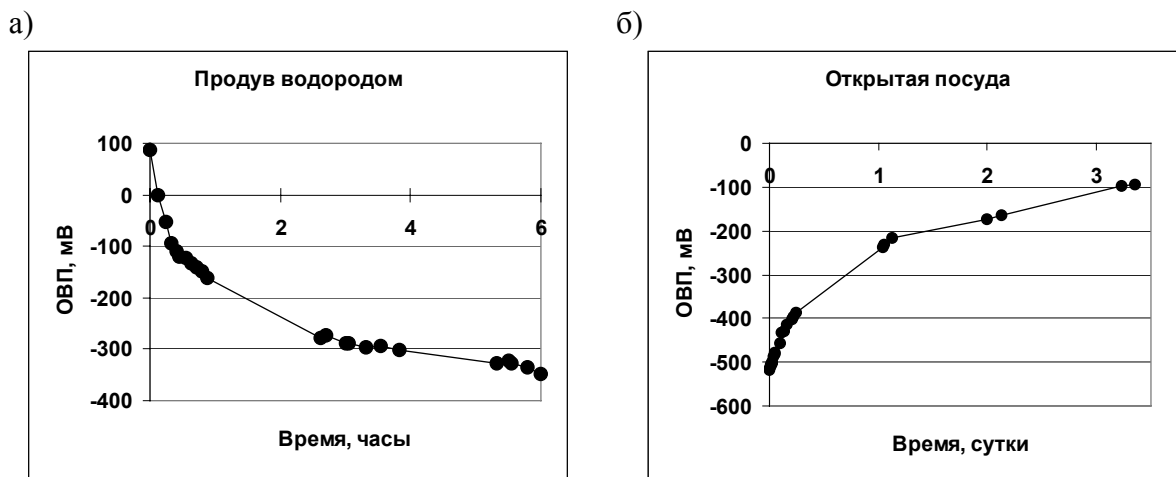 а)
Продув водородом
100
0
-100
-200
-300
-400
0
2
4
6
ОВП, мВ
Время, часы
б)
Открытая посуда
0
-100
-200
-300
-400
-500
-600
0
1
2
3
ОВП, мВ
Время, сутки